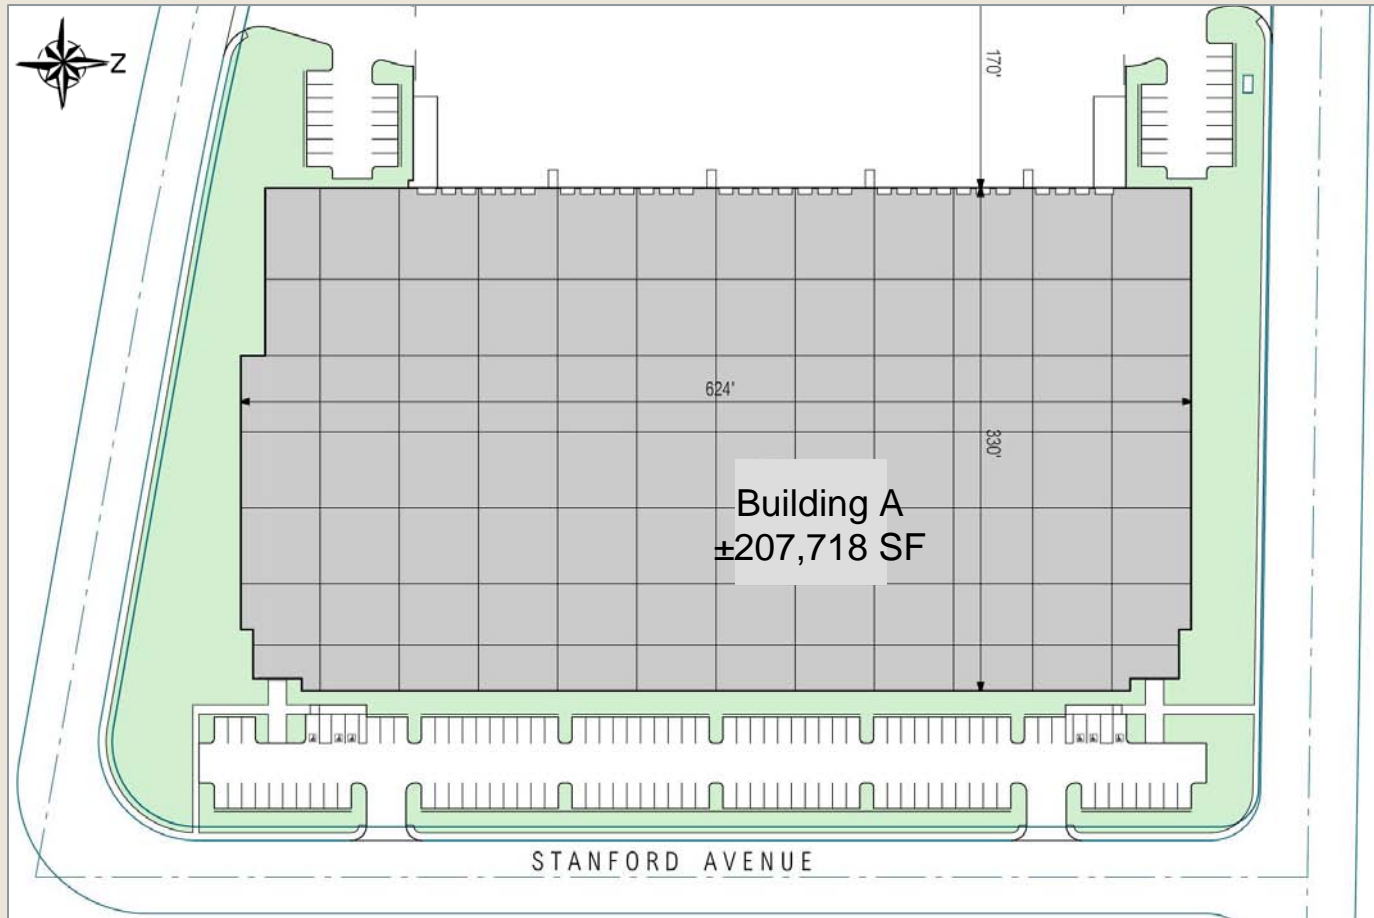 Z
170'
624'
330'
Building A
±207,718 SF
STANFORD AVENUE